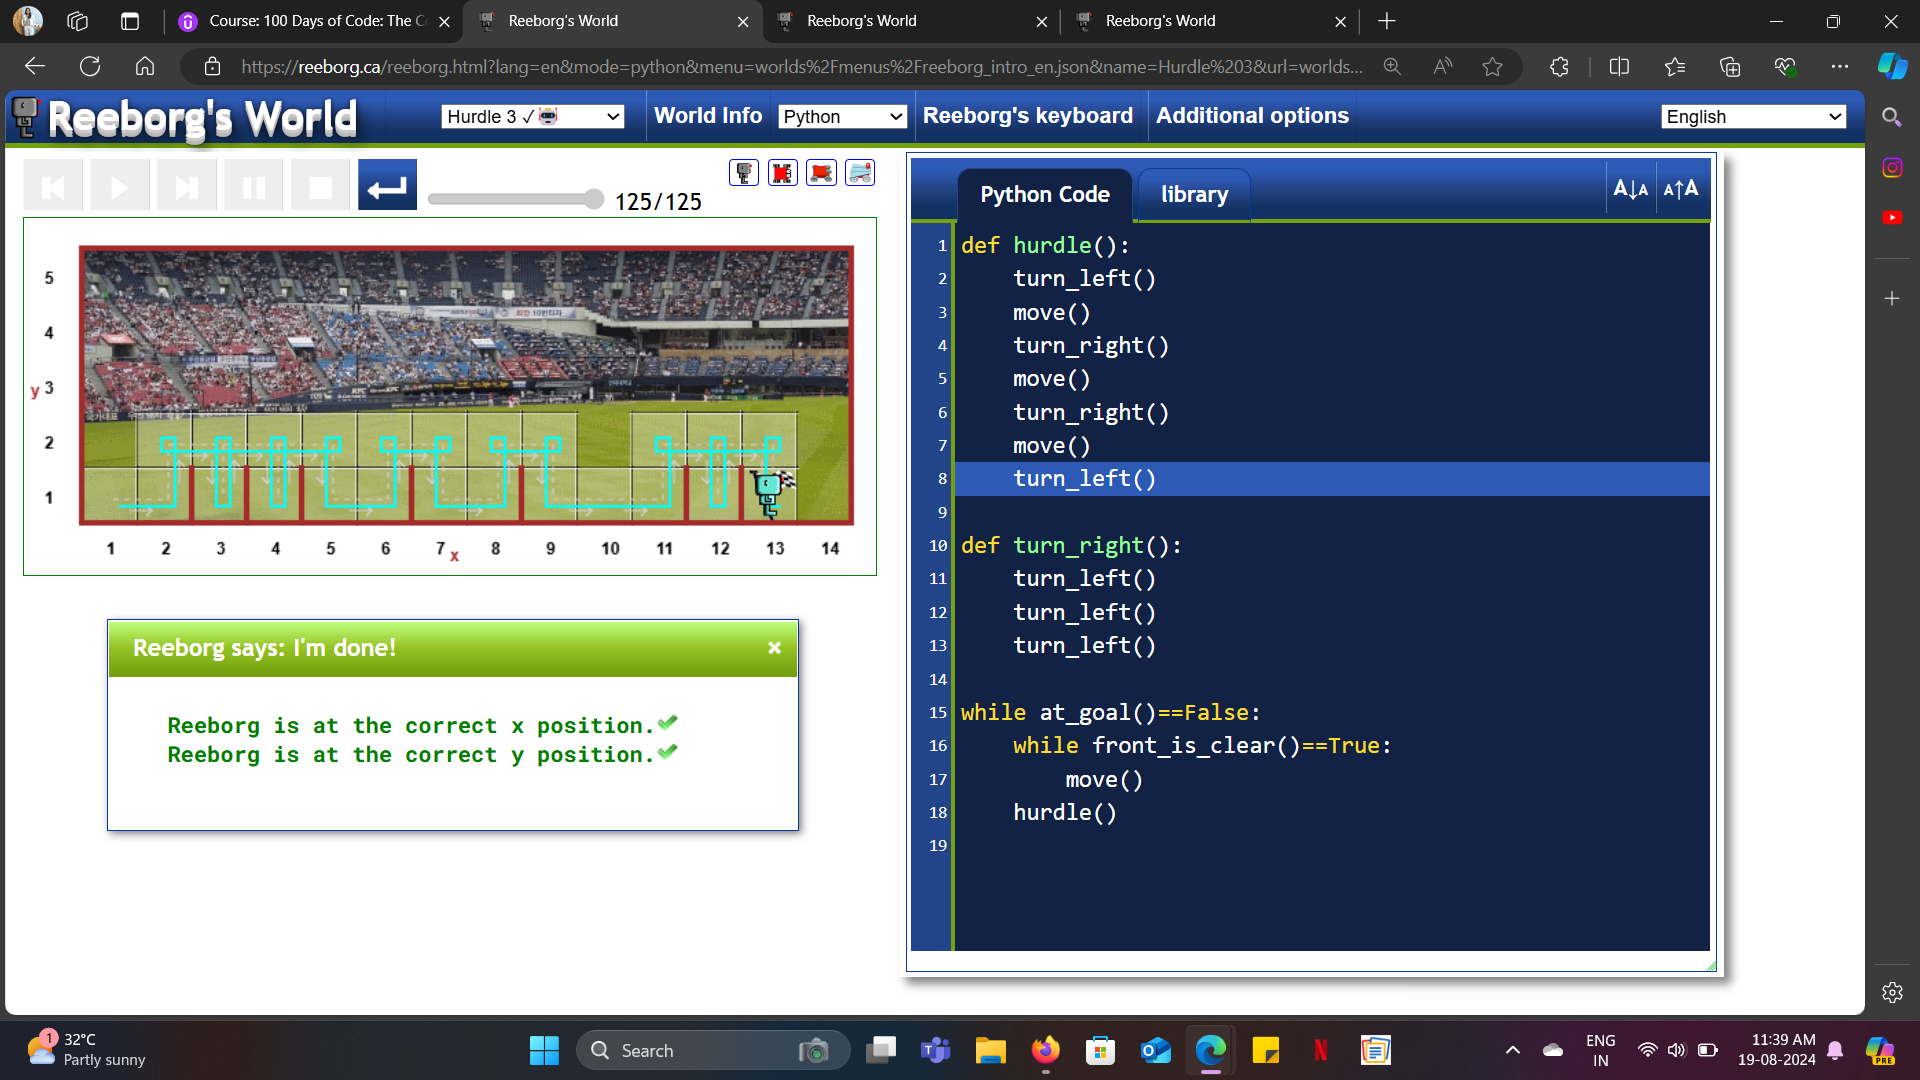 Course: 100 Days of Code: The C
Reeborg's World
Reeborg's World
Reeborg's World
https://reeborg.ca/reeborg.html?lang=en&mode=python&menu=worlds%2Fmenus%2Freeborg_intro_en.json&name=Hurdle%203&url=worlds...
Reeborg's World
Hurdle 3 ✓
World Info
Python
Reeborg's keyboard
Additional options
English
125/125
Python Code
library
A↓A
A↑A
5
4
y 3
2
1
1 2 3 4 5 6 7 x 8 9 10 11 12 13 14
Reeborg says: I'm done!
×
Reeborg is at the correct x position.
Reeborg is at the correct y position.
1 def hurdle():
2     turn_left()
3     move()
4     turn_right()
5     move()
6     turn_right()
7     move()
8     turn_left()
9
10 def turn_right():
11     turn_left()
12     turn_left()
13     turn_left()
14
15 while at_goal()==False:
16     while front_is_clear()==True:
17         move()
18     hurdle()
19
1
32°C
Partly sunny
Search
ENG
IN
11:39 AM
19-08-2024
PRE